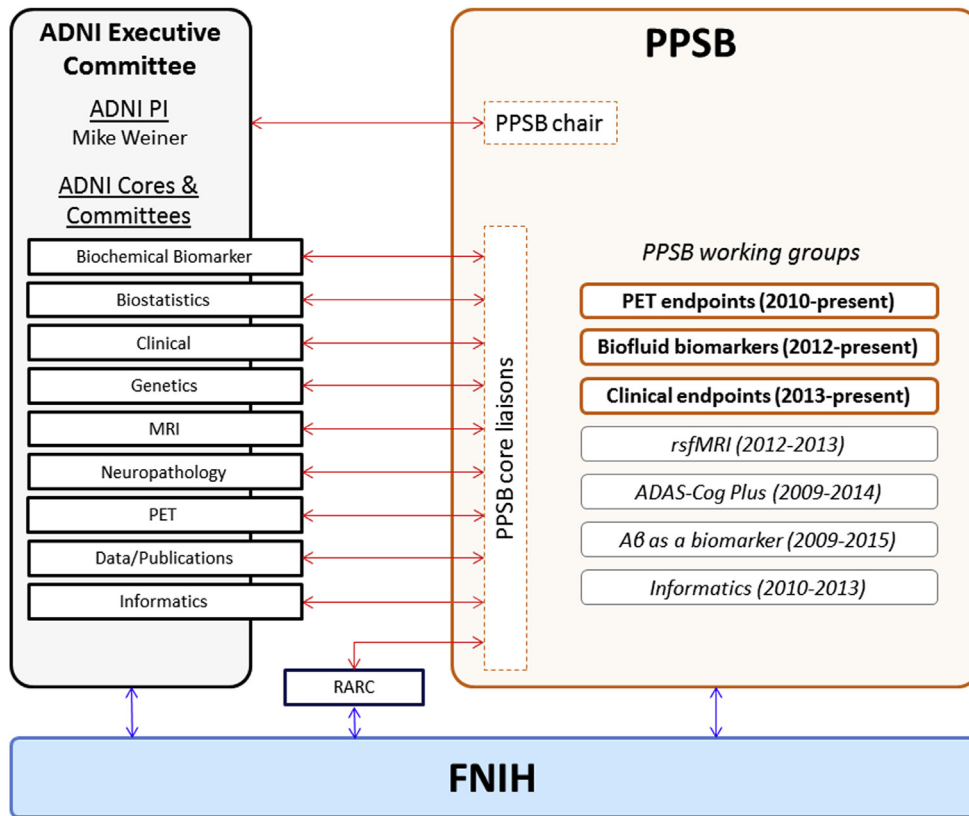 ADNI Executive
Committee
ADNI PI
Mike Weiner
ADNI Cores &
Committees
Biochemical Biomarker
Biostatistics
Clinical
Genetics
MRI
Neuropathology
PET
Data/Publications
Informatics
RARC
PPSB
PPSB chair
PPSB core liaisons
PPSB working groups
PET endpoints (2010-present)
Biofluid biomarkers (2012-present)
Clinical endpoints (2013-present)
rsfMRI (2012-2013)
ADAS-Cog Plus (2009-2014)
Aβ as a biomarker (2009-2015)
Informatics (2010-2013)
FNIH